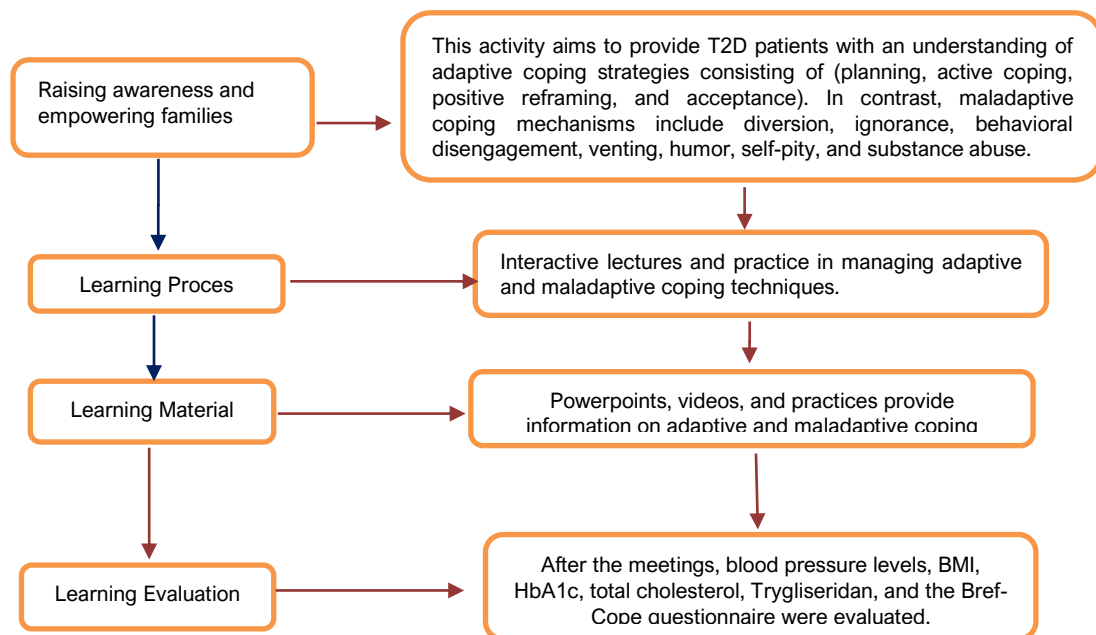 Raising awareness and
empowering families
This activity aims to provide T2D patients with an understanding of
adaptive coping strategies consisting of (planning, active coping,
positive reframing, and acceptance). In contrast, maladaptive
coping mechanisms include diversion, ignorance, behavioral
disengagement, venting, humor, self-pity, and substance abuse.
Learning Proces
Interactive lectures and practice in managing adaptive
and maladaptive coping techniques.
Learning Material
Powerpoints, videos, and practices provide
information on adaptive and maladaptive coping
Learning Evaluation
After the meetings, blood pressure levels, BMI,
HbA1c, total cholesterol, Trygliseridan, and the Bref-
Cope questionnaire were evaluated.